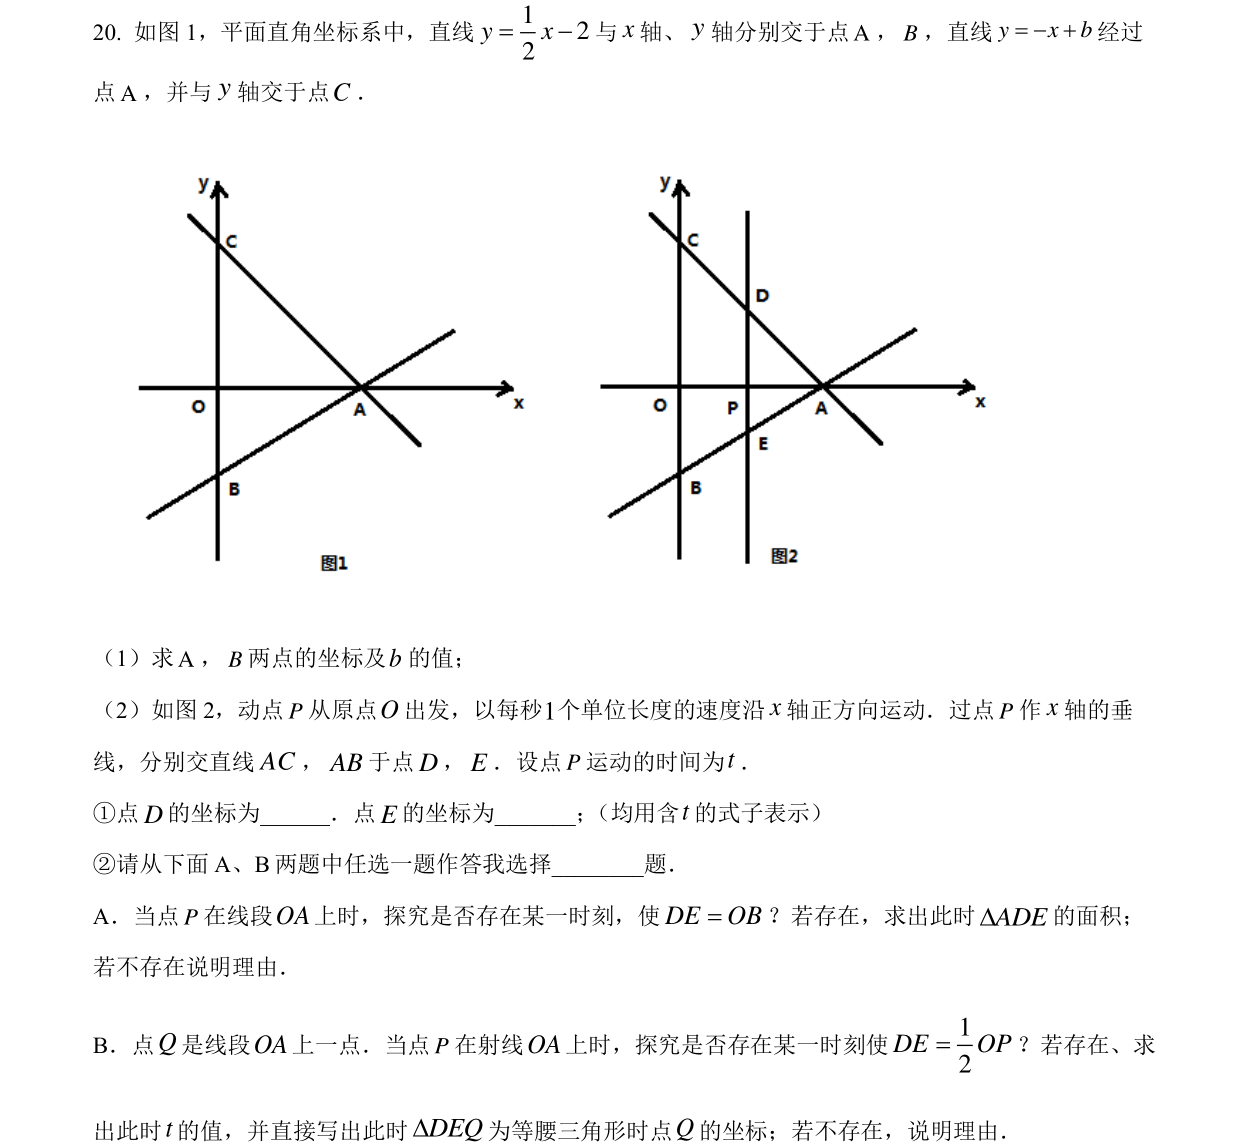 20. 如图 1，平面直角坐标系中，直线 $y=\frac{1}{2}x-2$ 与 $x$ 轴、$y$ 轴分别交于点 A，$B$，直线 $y=-x+b$ 经过
点 A，并与 $y$ 轴交于点 $C$．
y
C
O
A
x
B
图1
y
C
D
O
P
A
x
E
B
图2
（1）求 A，$B$ 两点的坐标及 $b$ 的值；
（2）如图 2，动点 $P$ 从原点 $O$ 出发，以每秒1个单位长度的速度沿 $x$ 轴正方向运动．过点 $P$ 作 $x$ 轴的垂
线，分别交直线 $AC$，$AB$ 于点 $D$，$E$．设点 $P$ 运动的时间为 $t$．
①点 $D$ 的坐标为______．点 $E$ 的坐标为_______；（均用含 $t$ 的式子表示）
②请从下面 A、B 两题中任选一题作答我选择________题．
A．当点 $P$ 在线段 $OA$ 上时，探究是否存在某一时刻，使 $DE=OB$？若存在，求出此时 $\Delta ADE$ 的面积；
若不存在说明理由．
B．点 $Q$ 是线段 $OA$ 上一点．当点 $P$ 在射线 $OA$ 上时，探究是否存在某一时刻使 $DE=\frac{1}{2}OP$？若存在、求
出此时 $t$ 的值，并直接写出此时 $\Delta DEQ$ 为等腰三角形时点 $Q$ 的坐标；若不存在，说明理由．